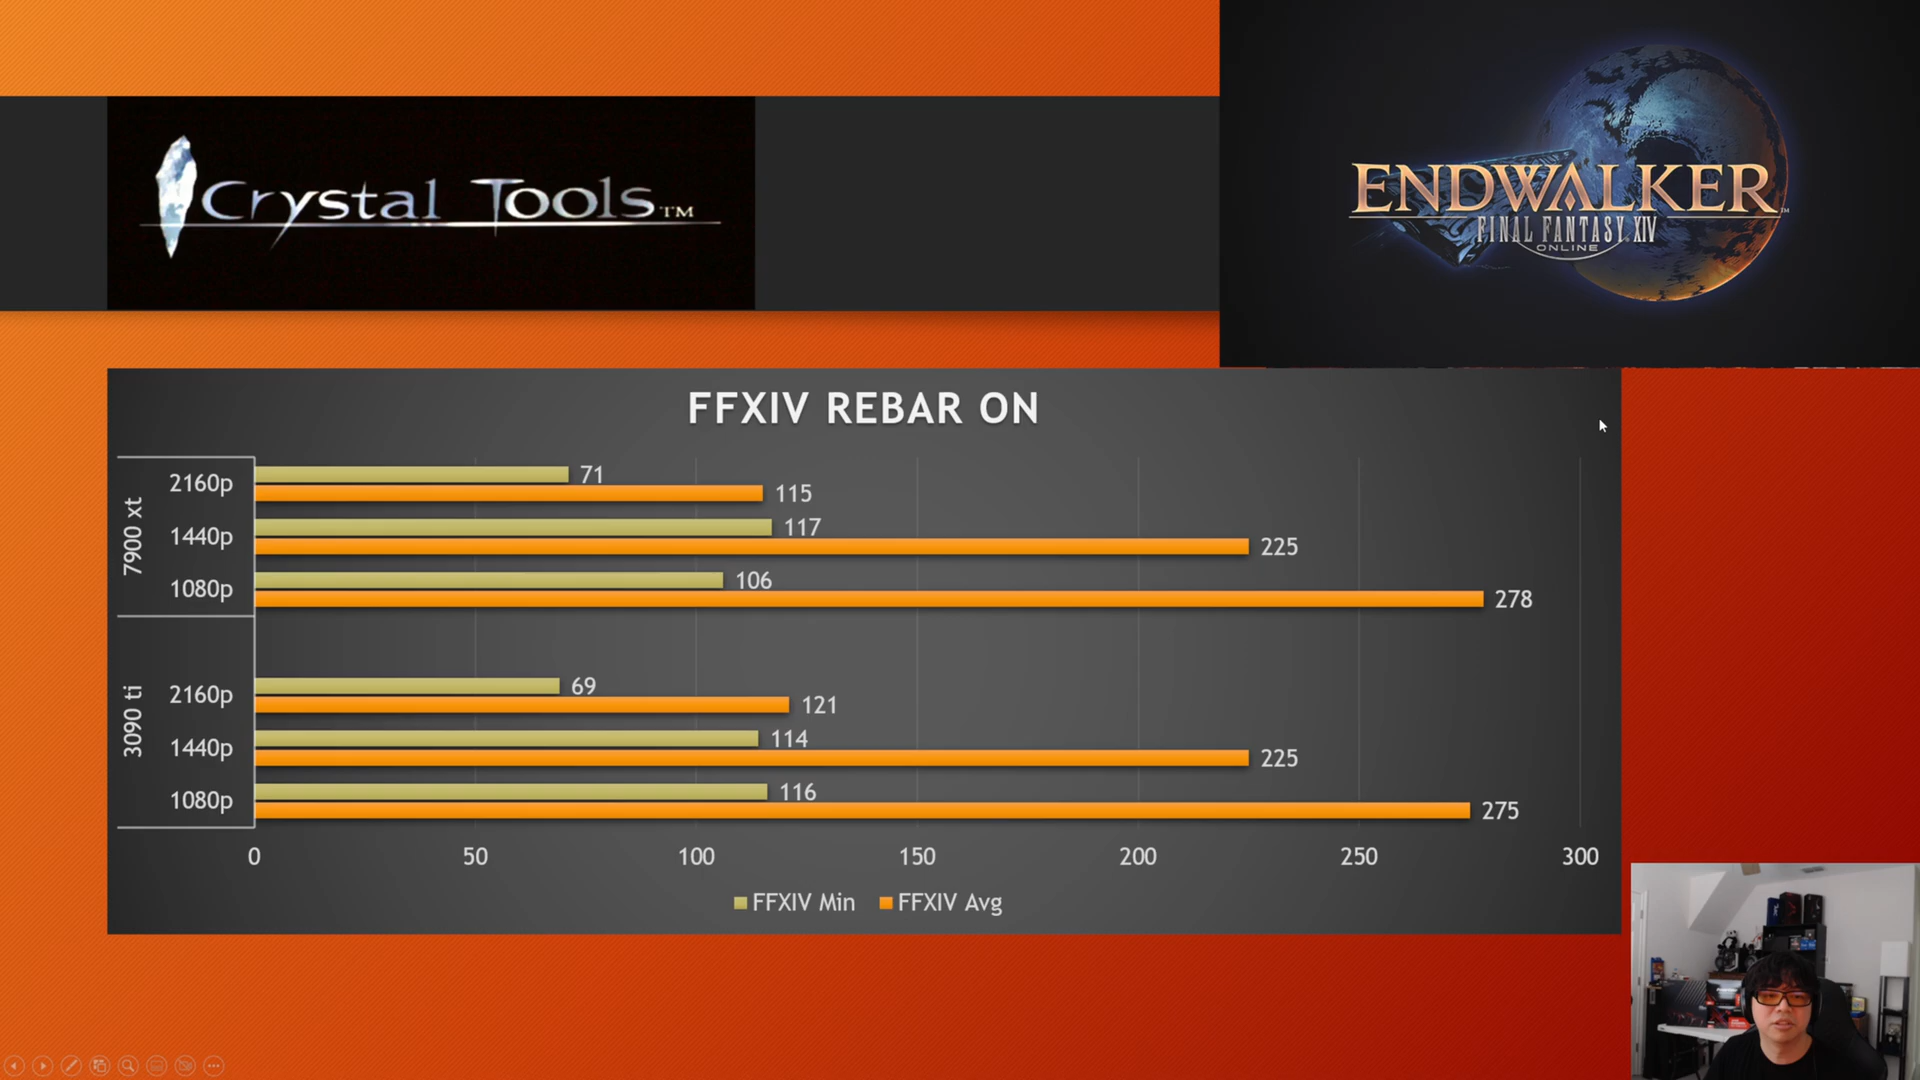 Crystal Tools™
ENDWALKER™
FINAL FANTASY XIV
ONLINE
FFXIV REBAR ON
7900 xt
2160p
71
115
1440p
117
225
1080p
106
278
3090 ti
2160p
69
121
1440p
114
225
1080p
116
275
0 50 100 150 200 250 300
FFXIV Min FFXIV Avg